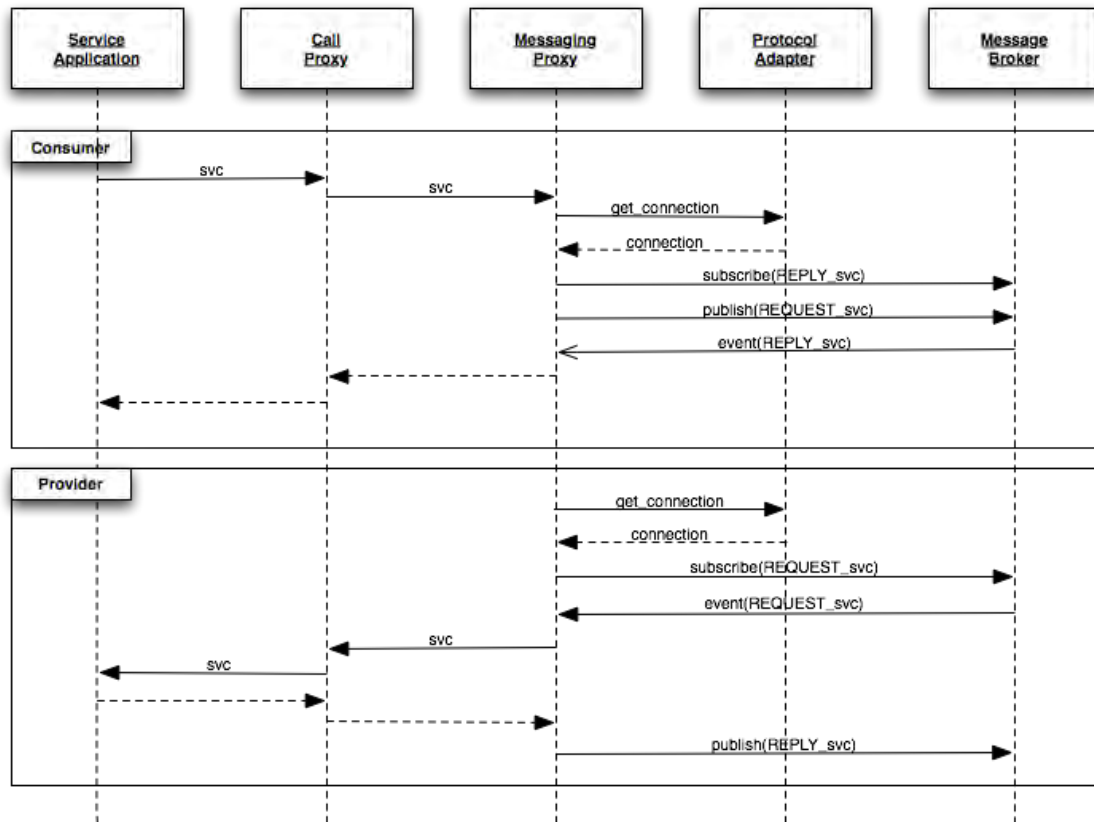 Service
Application
Call
Proxy
Messaging
Proxy
Protocol
Adapter
Message
Broker
Consumer
svc
svc
get_connection
connection
subscribe(REPLY_svc)
publish(REQUEST_svc)
event(REPLY_svc)
Provider
get_connection
connection
subscribe(REQUEST_svc)
event(REQUEST_svc)
svc
svc
publish(REPLY_svc)